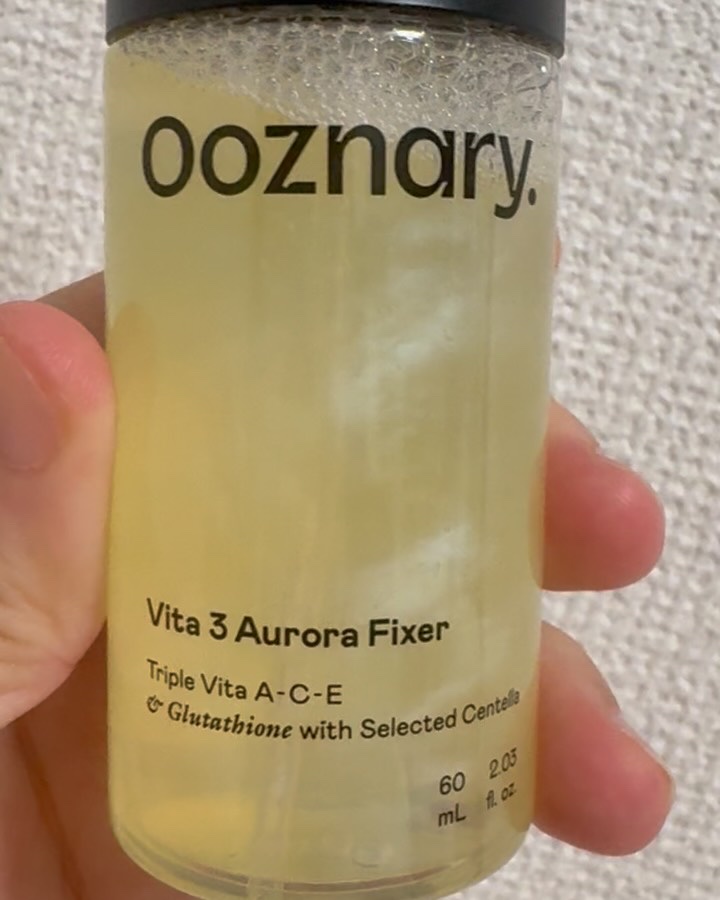 Ooznary.
Vita 3 Aurora Fixer
Triple Vita A-C-E
& Glutathione with Selected Centella
60 2.03
mL fl. oz.